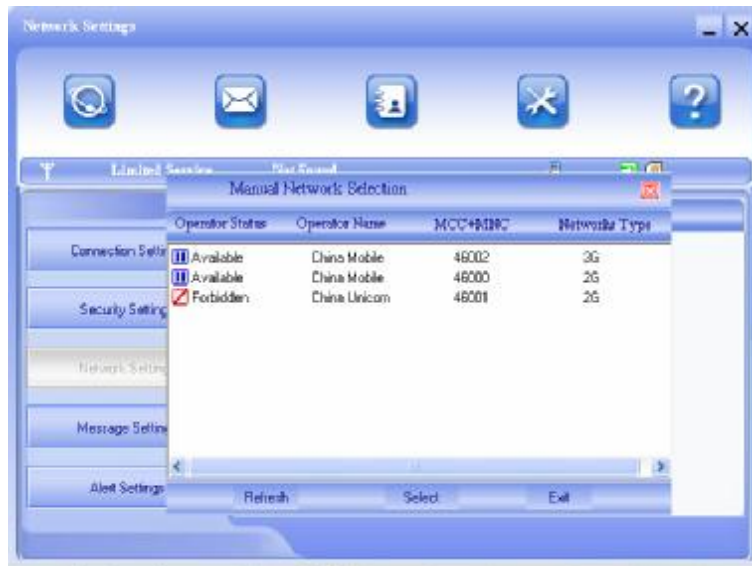 Network Settings
Limited Service Not Found
Manual Network Selection
Operator Status Operator Name MCC+MNC Networks Type
Available China Mobile 46002 3G
Available China Mobile 46000 2G
Forbidden China Unicom 46001 2G
Connection Settin
Security Setting
Network Setting
Message Settin
Alert Settings
Refresh Select Exit